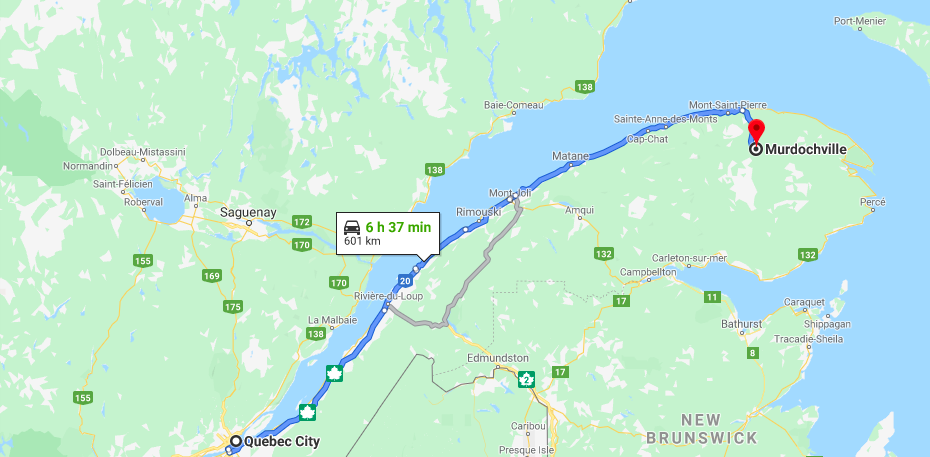 Port-Menier
138
Baie-Comeau
Mont-Saint-Pierre
Sainte-Anne-des-Monts
Cap-Chat
Murdochville
Dolbeau-Mistassini
Normandin
138
Matane
Saint-Félicien
Alma
Roberval
Mont-Joli
Percé
Saguenay
172
Rimouski
Amqui
6 h 37 min
601 km
170
155
132
132
Carleton-sur-mer
169
170
20
Campbellton
175
Rivière-du-Loup
17
11
Caraquet
La Malbaie
138
Bathurst
Shippagan
Tracadie-Sheila
8
Edmundston
17
2
155
NEW
BRUNSWICK
Caribou
Quebec City
Presque Isle